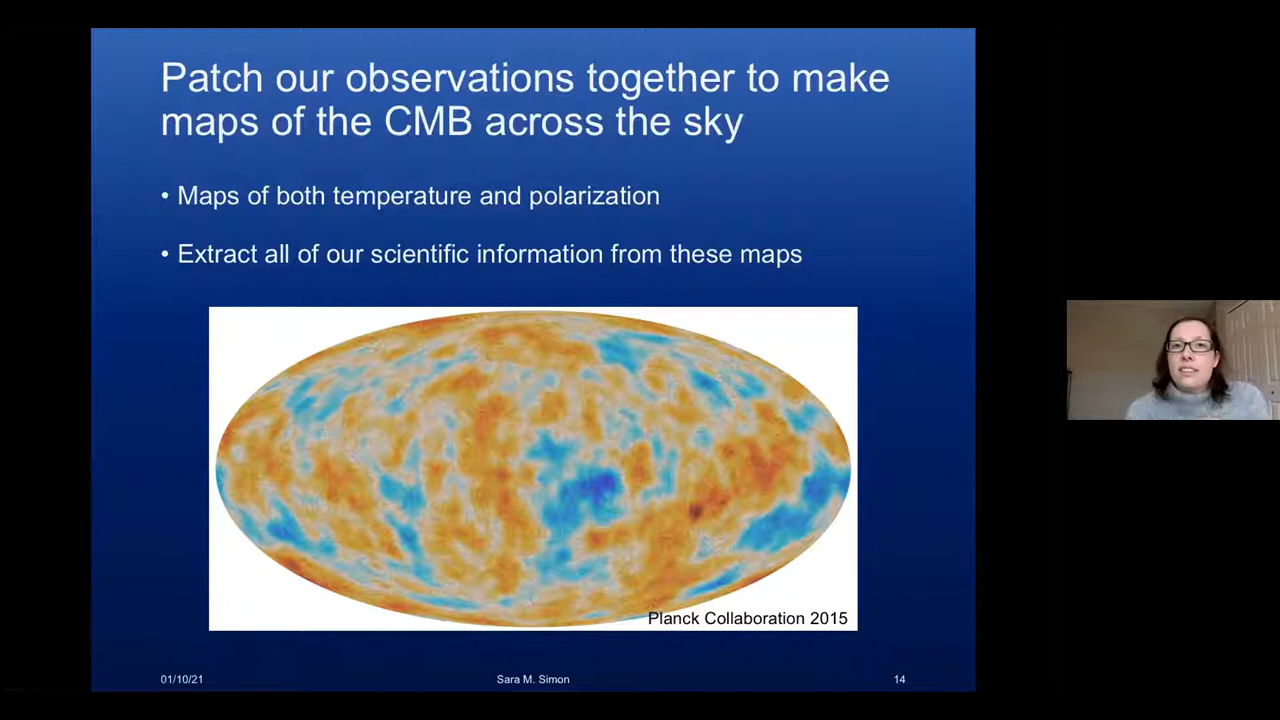 Patch our observations together to make
maps of the CMB across the sky
• Maps of both temperature and polarization
• Extract all of our scientific information from these maps
Planck Collaboration 2015
01/10/21
Sara M. Simon
14